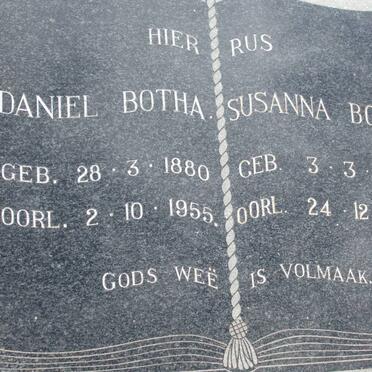 HIER RUS
DANIEL BOTHA. SUSANNA BO
GEB. 28·3·1880 GEB. 3·3·
OORL. 2·10·1955. OORL. 24·12
GODS WEË IS VOLMAAK.